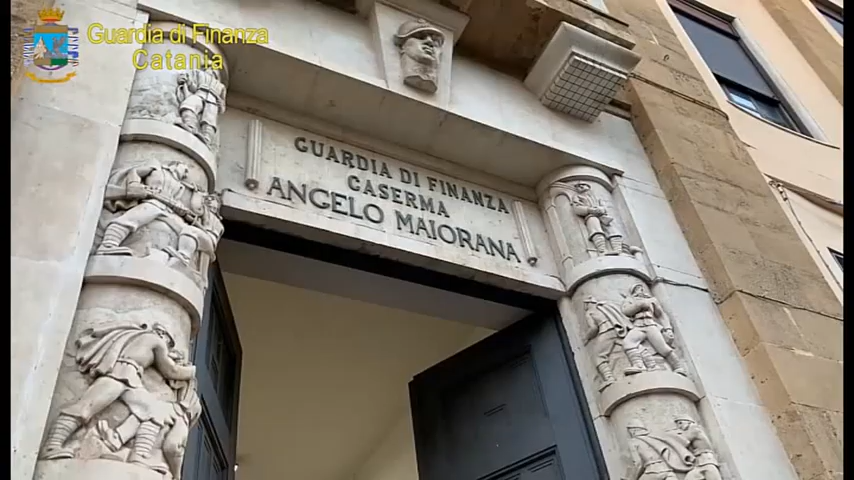 Guardia di Finanza
Catania
GUARDIA DI FINANZA
CASERMA
ANGELO MAIORANA